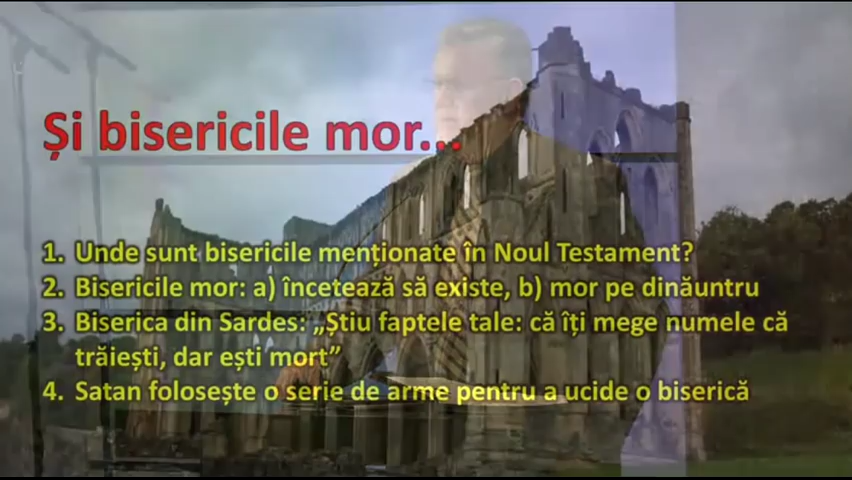 Și bisericile mor...
1. Unde sunt bisericile menționate în Noul Testament?
2. Bisericile mor: a) încetează să existe, b) mor pe dinăuntru
3. Biserica din Sardes: „Știu faptele tale: că îți mege numele că
trăiești, dar ești mort”
4. Satan folosește o serie de arme pentru a ucide o biserică